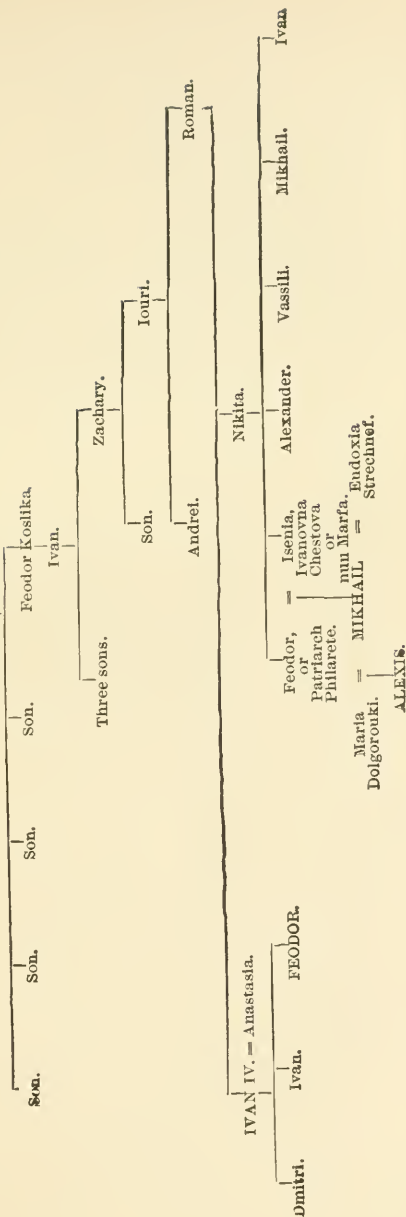 Son.
Son.
Son.
Son.
Feodor Koslika.
Ivan.
Three sons.
Zachary.
Son.
Iouri.
Andrei.
Roman.
IVAN IV. = Anastasia.
Nikita.
Dmitri.
Ivan.
FEODOR.
Feodor,
or
Patriarch
Philarete.
=
Isenia,
Ivanovna
Chestova
or
nun Marfa.
Alexander.
Vassili.
Mikhail.
Ivan
Maria
Dolgorouki.
=
MIKHAIL
=
Eudoxia
Strechnef.
ALEXIS.